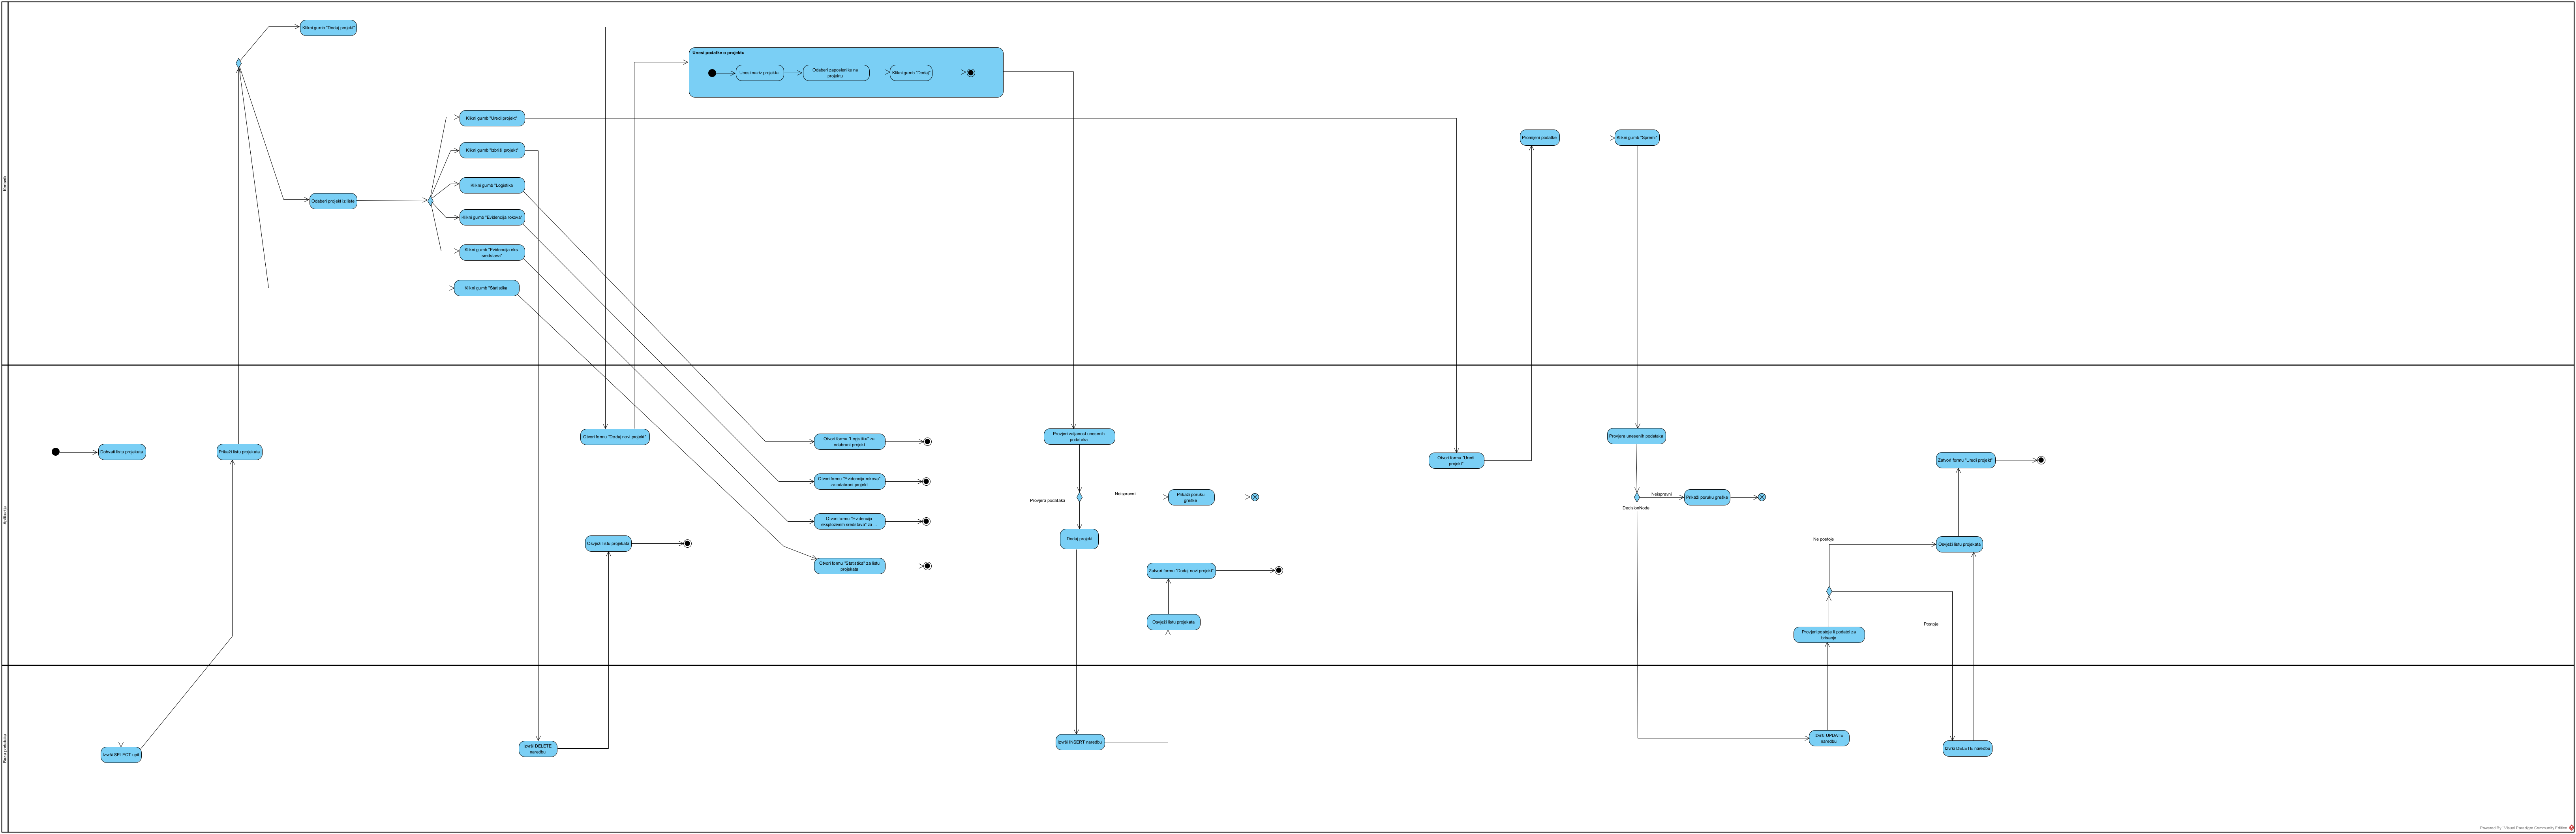 Klikni gumb "Dodaj projekt"
Unesi podatke o projektu
Unesi naziv projekta
Odaberi zaposlenike na
projektu
Klikni gumb "Dodaj"
Klikni gumb "Uredi projekt"
Klikni gumb "Izbriši projekt"
Klikni gumb "Logistika
Odaberi projekt iz liste
Klikni gumb "Evidencija rokova"
Klikni gumb "Evidencija eks.
sredstava"
Klikni gumb "Statistika
Promijeni podatke
Klikni gumb "Spremi"
Korisnik
Aplikacija
Dohvati listu projekata
Prikaži listu projekata
Otvori formu "Dodaj novi projekt"
Otvori formu "Logistika" za
odabrani projekt
Otvori formu "Evidencija rokova"
za odabrani projekt
Otvori formu "Evidencija
eksplozivnih sredstava" za ...
Otvori formu "Statistika" za listu
projekata
Osvježi listu projekata
Provjeri valjanost unesenih
podataka
Provjera podataka
Neispravni
Prikaži poruku
greške
Dodaj projekt
Zatvori formu "Dodaj novi projekt"
Osvježi listu projekata
Otvori formu "Uredi
projekt"
Provjera unesenih podataka
Neispravni
Prikaži poruku greške
DecisionNode
Zatvori formu "Uredi projekt"
Osvježi listu projekata
Ne postoje
Postoje
Provjeri postoje li podatci za
brisanje
Baza podataka
Izvrši SELECT upit
Izvrši DELETE
naredbu
Izvrši INSERT naredbu
Izvrši UPDATE
naredbu
Izvrši DELETE naredbu
Powered By Visual Paradigm Community Edition